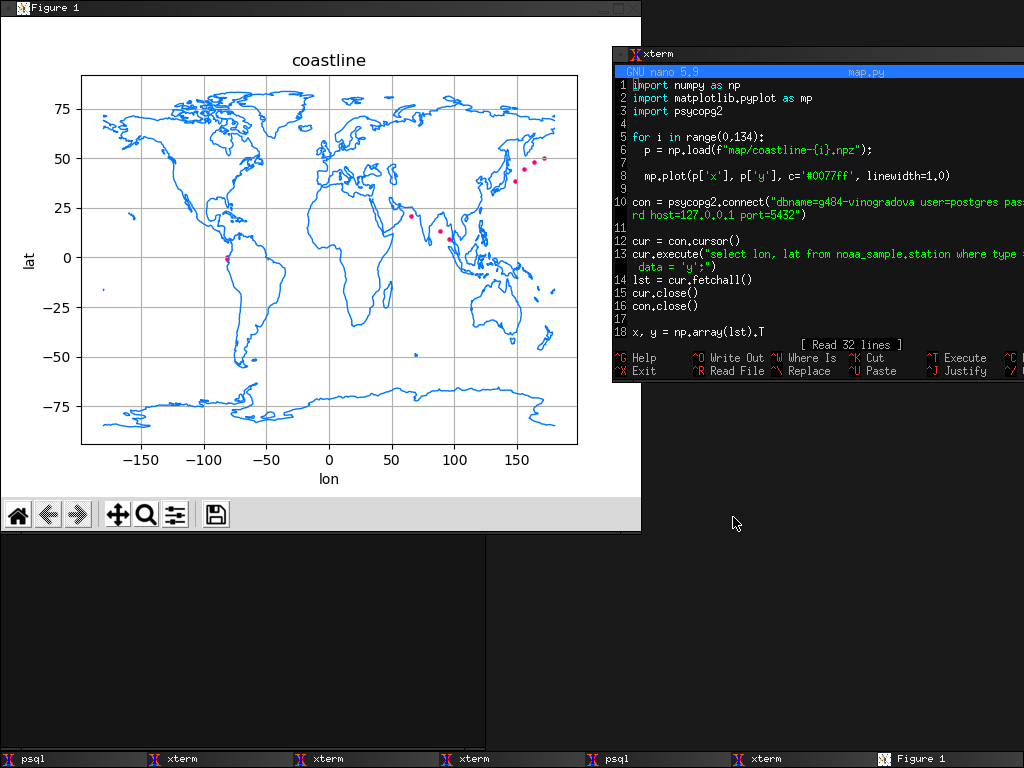 Figure 1
coastline
75
50
25
0
−25
−50
−75
lat
−150
−100
−50
0
50
100
150
lon
xterm
GNU nano 5.9 map.py
1 import numpy as np
2 import matplotlib.pyplot as mp
3 import psycopg2
4
5 for i in range(0,134):
6 p = np.load(f"map/coastline-{i}.npz");
7
8 mp.plot(p['x'], p['y'], c='#0077ff', linewidth=1.0)
9
10 con = psycopg2.connect("dbname=g484-vinogradova user=postgres pas
rd host=127.0.0.1 port=5432")
11
12 cur = con.cursor()
13 cur.execute("select lon, lat from noaa_sample.station where type =
data = 'y';")
14 lst = cur.fetchall()
15 cur.close()
16 con.close()
17
18 x, y = np.array(lst).T
[ Read 32 lines ]
^G Help ^O Write Out ^W Where Is ^K Cut ^T Execute ^C
^X Exit ^R Read File ^\ Replace ^U Paste ^J Justify ^/
psql xterm xterm xterm psql xterm Figure 1